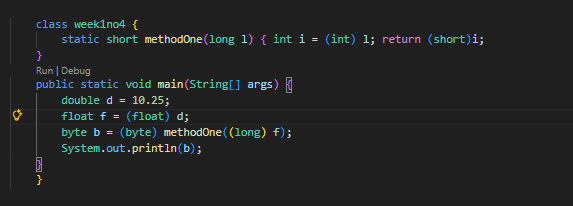 class week1no4 {
    static short methodOne(long l) { int i = (int) l; return (short)i;
}
Run | Debug
public static void main(String[] args) {
    double d = 10.25;
    float f = (float) d;
    byte b = (byte) methodOne((long) f);
    System.out.println(b);
}
}